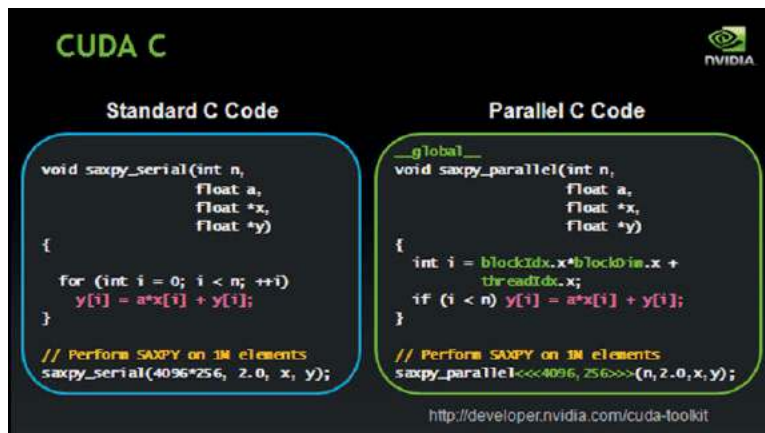 CUDA C
NVIDIA
Standard C Code
void saxpy_serial(int n,
float a,
float *x,
float *y)
{
for (int i = 0; i < n; ++i)
y[i] = a*x[i] + y[i];
}
// Perform SAXPY on 1M elements
saxpy_serial(4096*256, 2.0, x, y);
Parallel C Code
__global__
void saxpy_parallel(int n,
float a,
float *x,
float *y)
{
int i = blockIdx.x*blockDim.x +
threadIdx.x;
if (i < n) y[i] = a*x[i] + y[i];
}
// Perform SAXPY on 1M elements
saxpy_parallel<<<4096,256>>>(n,2.0,x,y);
http://developer.nvidia.com/cuda-toolkit